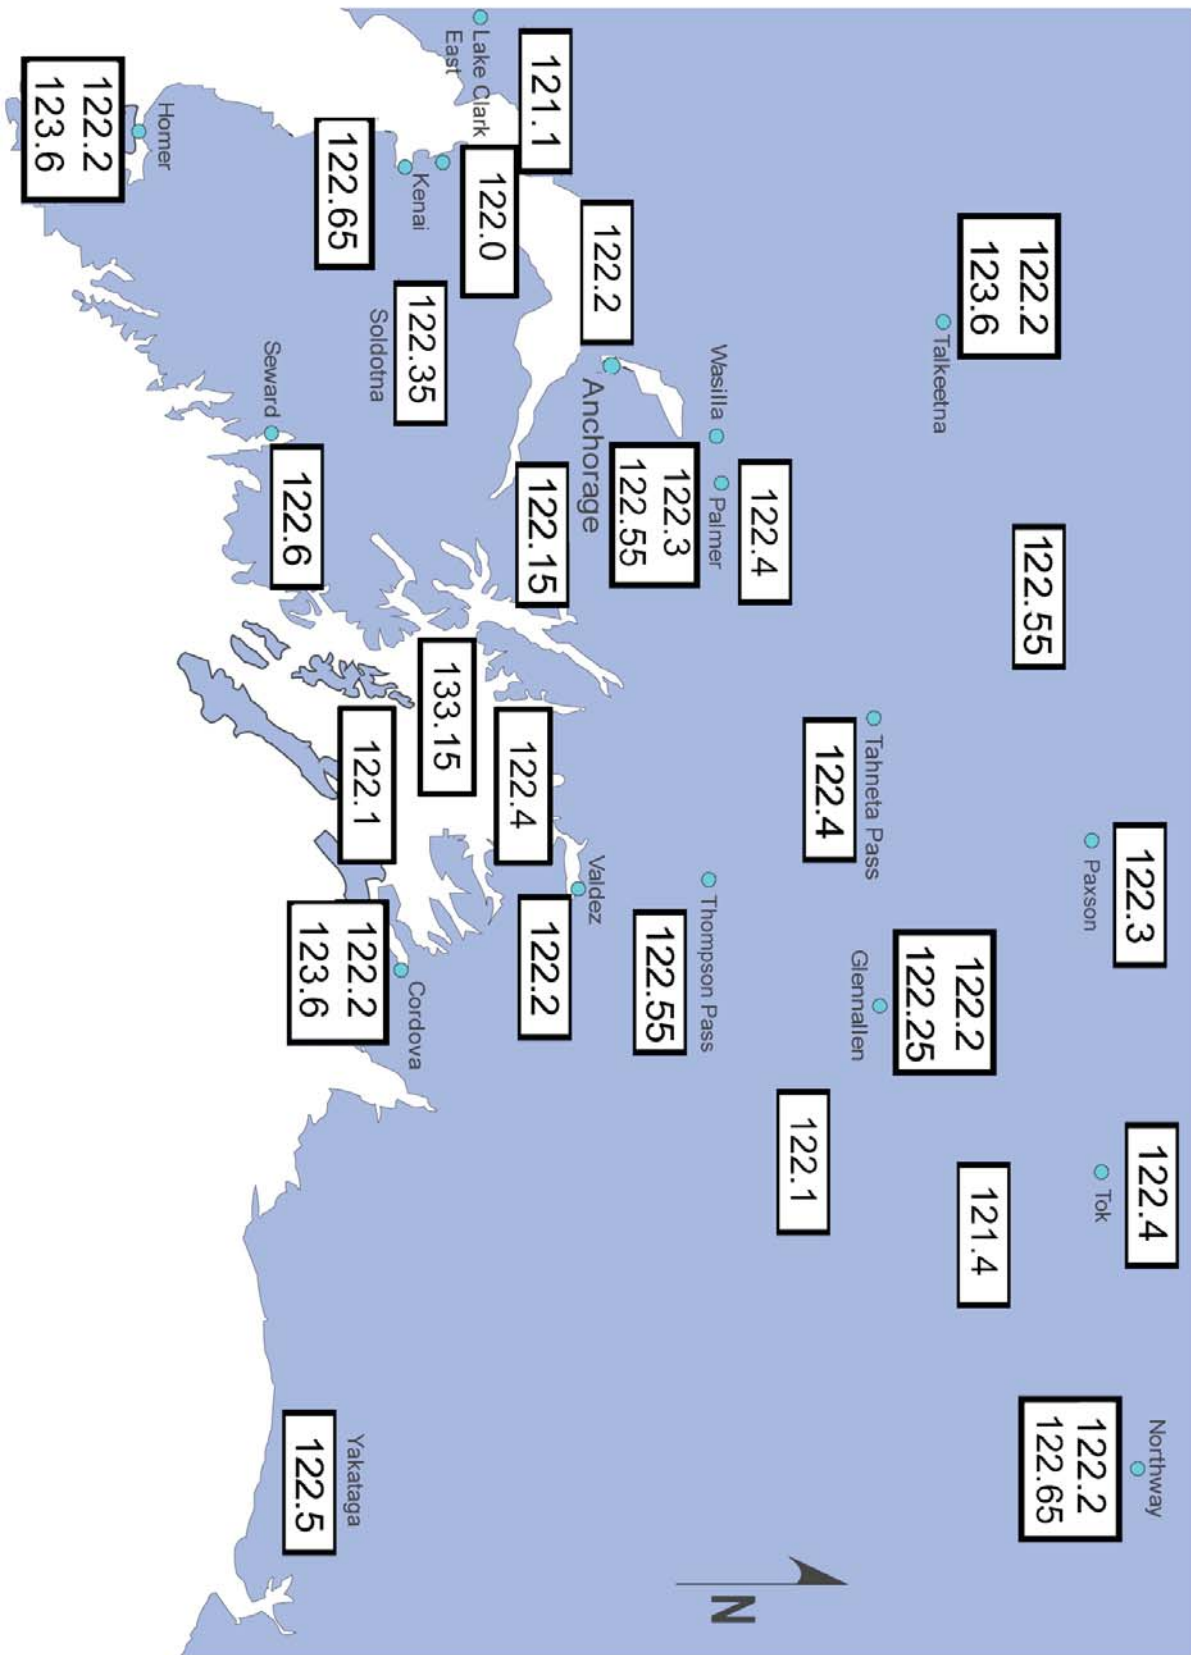 Northway
122.2
122.65
122.4
Tok
122.3
Paxson
122.2
123.6
Talkeetna
122.55
121.4
122.2
122.25
Glennallen
Tahneta Pass
122.4
122.1
122.4
Wasilla
Palmer
Thompson Pass
122.55
122.3
122.55
122.2
Anchorage
Valdez
122.2
121.1
122.15
122.4
Lake Clark
East
122.0
133.15
Kenai
122.35
Soldotna
Cordova
122.2
123.6
122.65
122.1
Yakataga
122.5
Seward
122.6
Homer
122.2
123.6
N